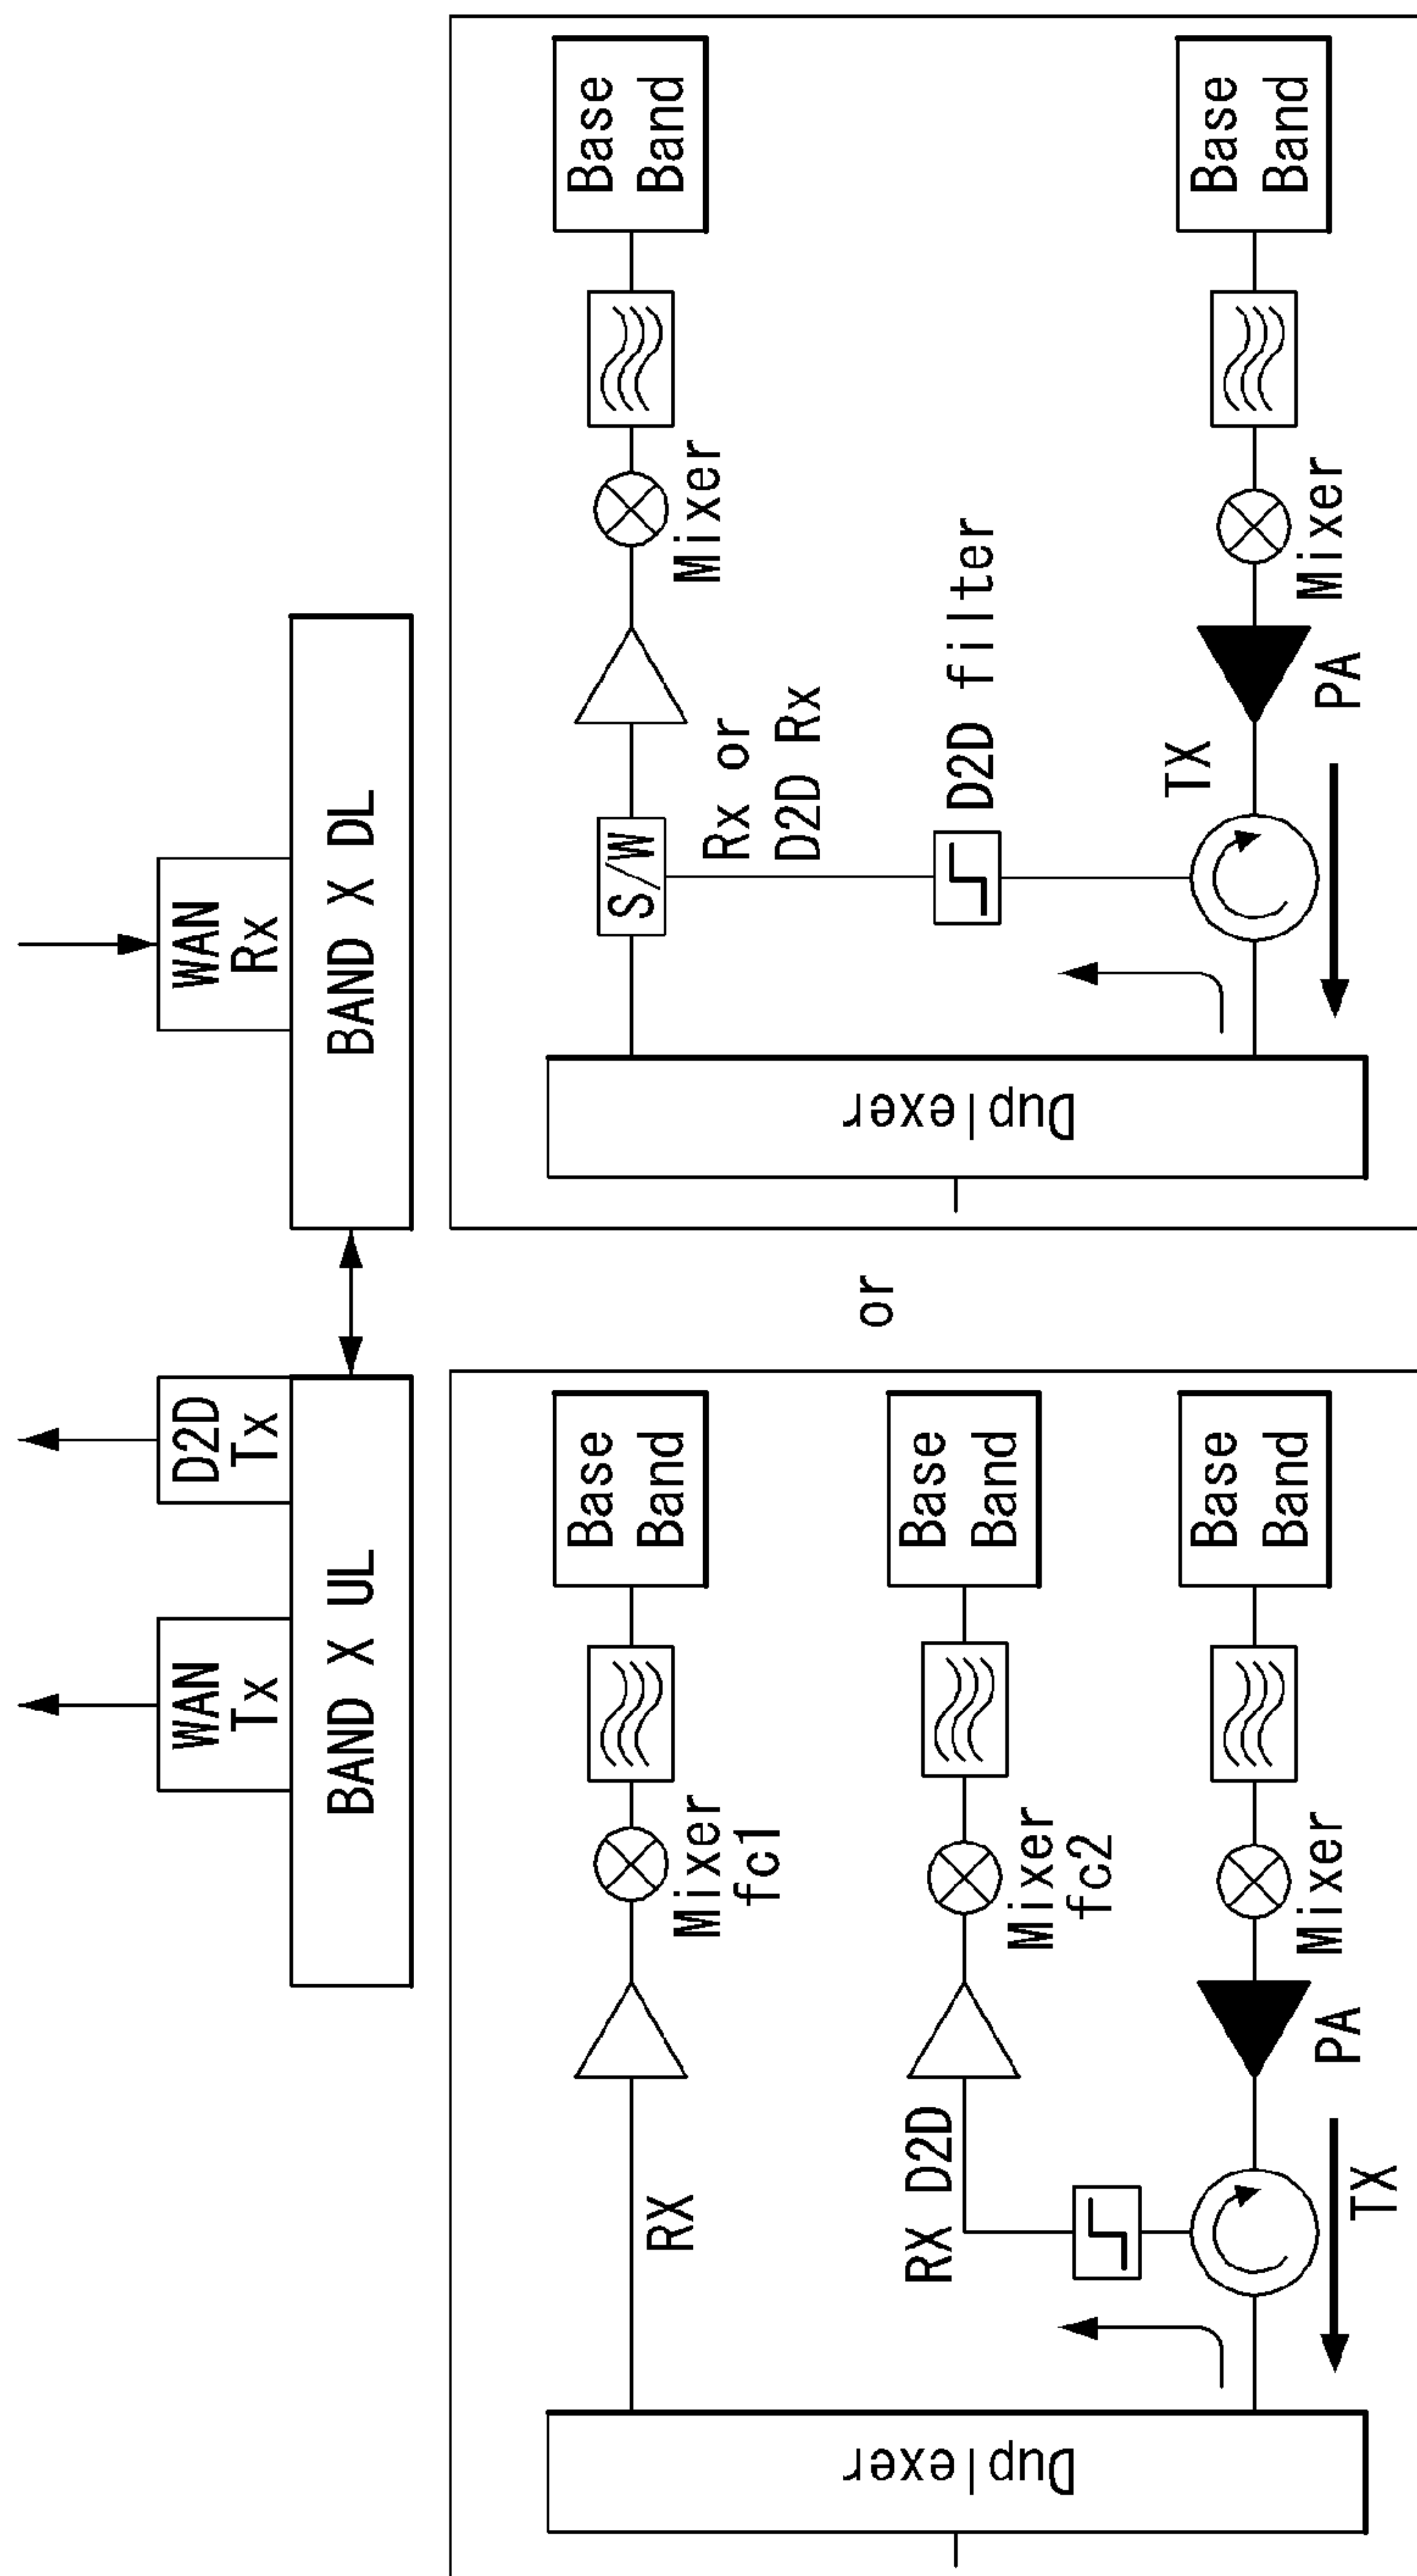 WAN
Tx
D2D
Tx
WAN
Rx
BAND X UL
BAND X DL
Base
Band
Mixer
fc1
RX
Base
Band
Mixer
fc2
RX D2D
Base
Band
Mixer
PA
TX
Duplexer
or
Base
Band
Mixer
S/W
Rx or
D2D Rx
D2D filter
Base
Band
Mixer
PA
TX
Duplexer